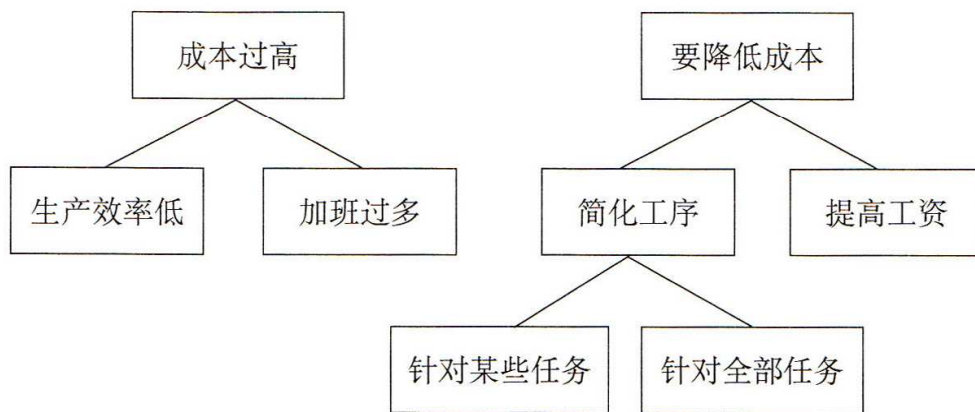 成本过高
要降低成本
生产效率低
加班过多
简化工序
提高工资
针对某些任务
针对全部任务